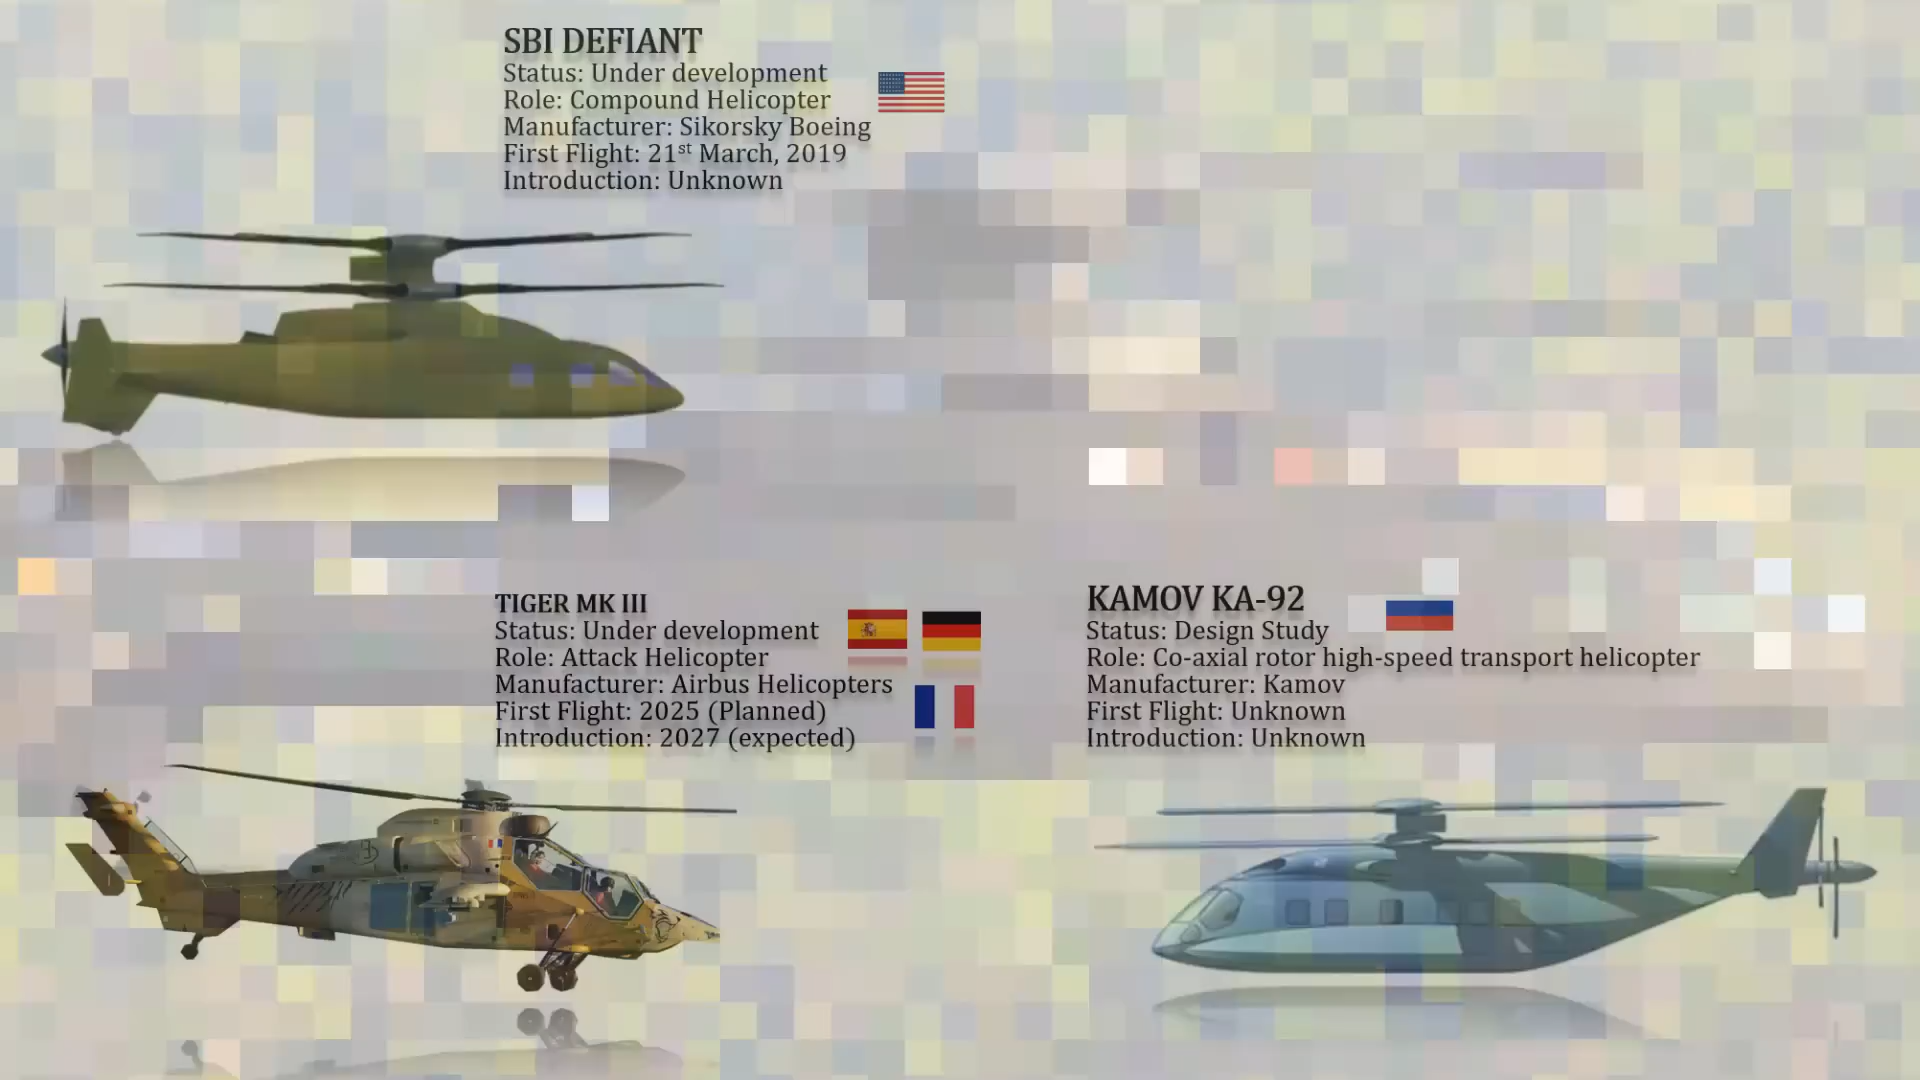 SBI DEFIANT
Status: Under development
Role: Compound Helicopter
Manufacturer: Sikorsky Boeing
First Flight: 21st March, 2019
Introduction: Unknown
TIGER MK III
Status: Under development
Role: Attack Helicopter
Manufacturer: Airbus Helicopters
First Flight: 2025 (Planned)
Introduction: 2027 (expected)
KAMOV KA-92
Status: Design Study
Role: Co-axial rotor high-speed transport helicopter
Manufacturer: Kamov
First Flight: Unknown
Introduction: Unknown